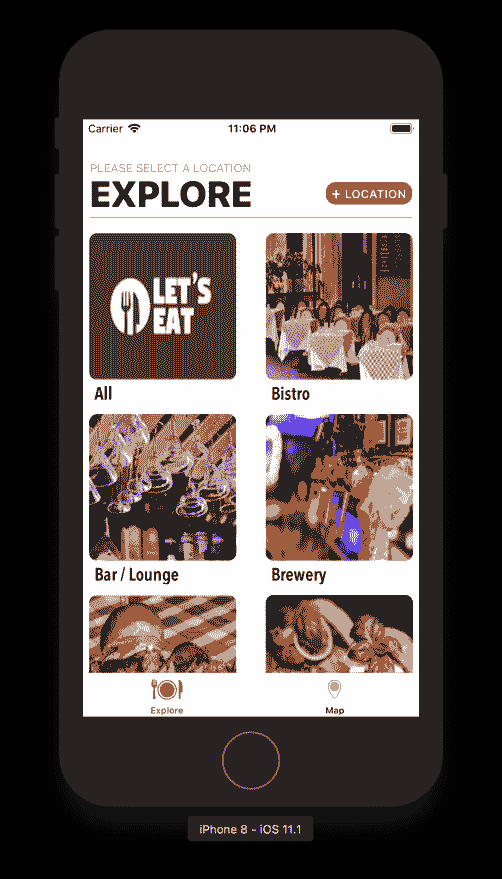 Carrier 11:06 PM
PLEASE SELECT A LOCATION
EXPLORE
+ LOCATION
LET'S
EAT
All Bistro
Bar / Lounge Brewery
Explore Map
iPhone 8 - iOS 11.1